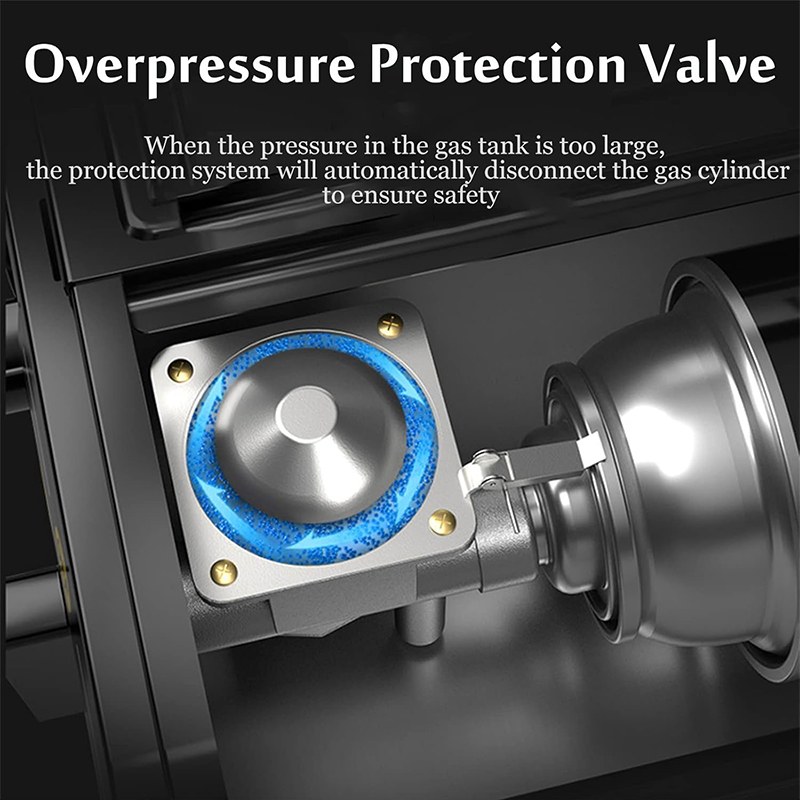 Overpressure Protection Valve
When the pressure in the gas tank is too large,
the protection system will automatically disconnect the gas cylinder
to ensure safety